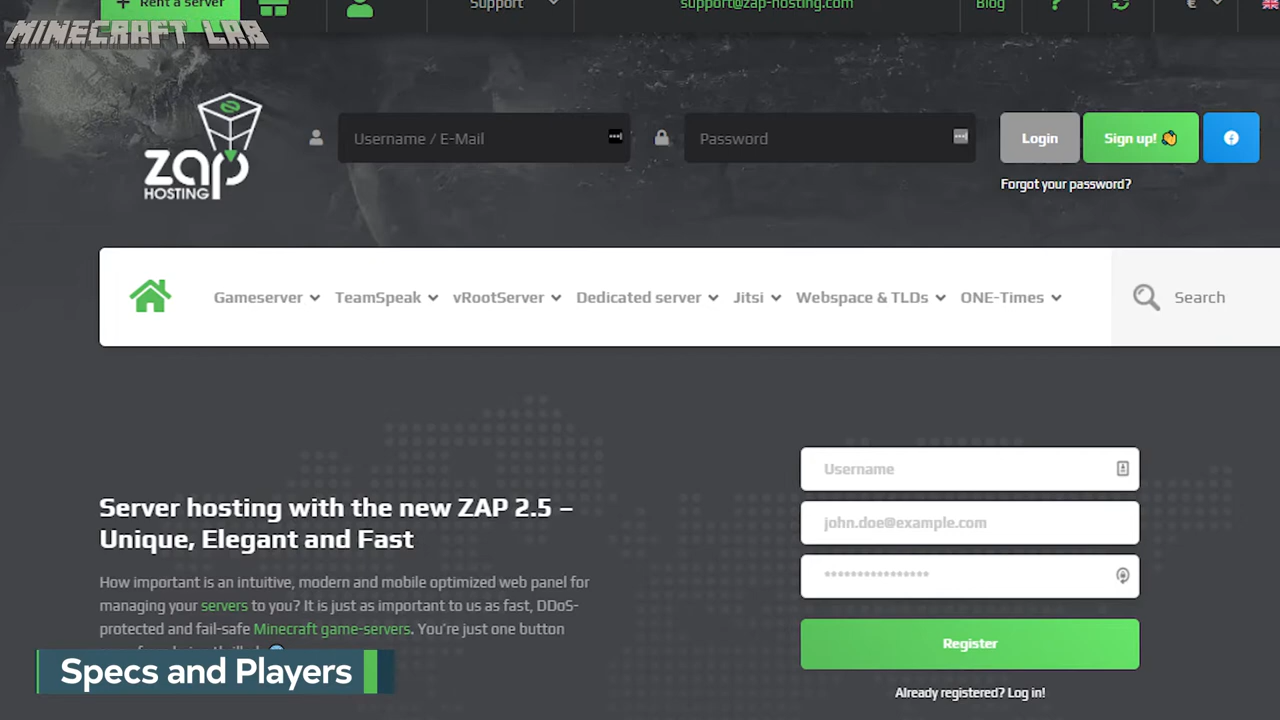 Rent a server
Support
support@zap-hosting.com
Blog
€
MINECRAFT LAB
zap
HOSTING
Username / E-Mail
Password
Login
Sign up!
Forgot your password?
Gameserver
TeamSpeak
vRootServer
Dedicated server
Jitsi
Webspace & TLDs
ONE-Times
Search
Server hosting with the new ZAP 2.5 –
Unique, Elegant and Fast
How important is an intuitive, modern and mobile optimized web panel for
managing your servers to you? It is just as important to us as fast, DDoS-
protected and fail-safe Minecraft game-servers. You're just one button
Specs and Players
Username
john.doe@example.com
****************
Register
Already registered? Log in!